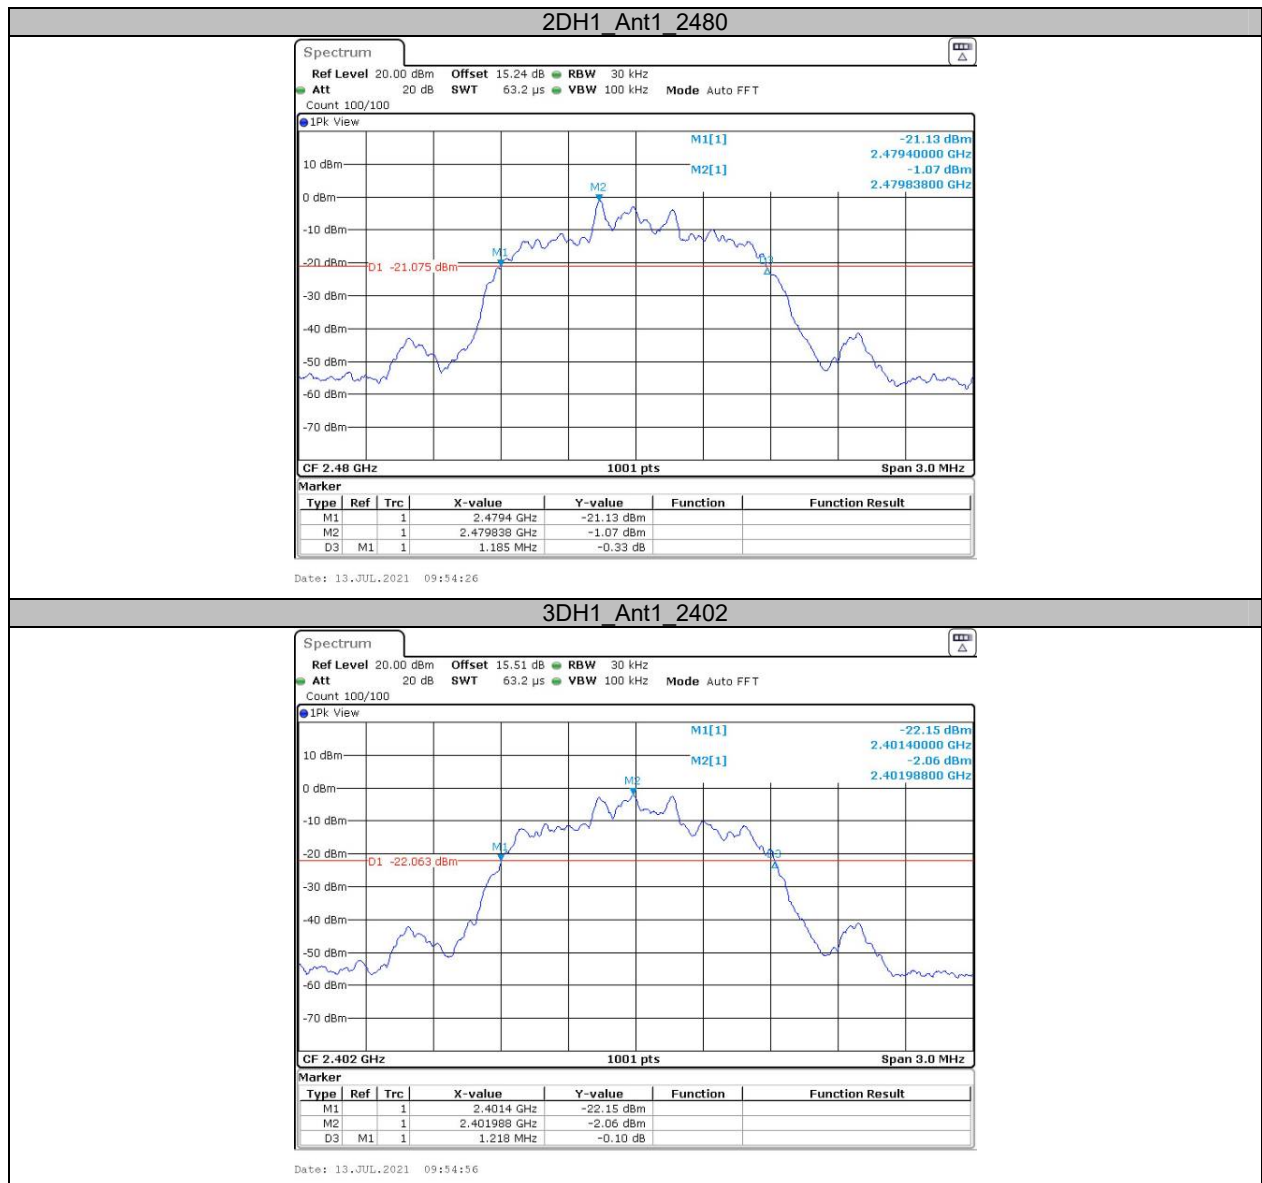 2DH1_Ant1_2480
Spectrum
Ref Level 20.00 dBm Offset 15.24 dB RBW 30 kHz
Att 20 dB SWT 63.2 µs VBW 100 kHz Mode Auto FFT
Count 100/100
1Pk View
M1[1] -21.13 dBm
2.47940000 GHz
10 dBm
M2[1] -1.07 dBm
2.47983800 GHz
M2
0 dBm
-10 dBm
M1
-20 dBm
D1 -21.075 dBm
D3
-30 dBm
-40 dBm
-50 dBm
-60 dBm
-70 dBm
CF 2.48 GHz 1001 pts Span 3.0 MHz
Marker
Type Ref Trc X-value Y-value Function Function Result
M1 1 2.4794 GHz -21.13 dBm
M2 1 2.479838 GHz -1.07 dBm
D3 M1 1 1.185 MHz -0.33 dB
Date: 13.JUL.2021 09:54:26
3DH1_Ant1_2402
Spectrum
Ref Level 20.00 dBm Offset 15.51 dB RBW 30 kHz
Att 20 dB SWT 63.2 µs VBW 100 kHz Mode Auto FFT
Count 100/100
1Pk View
M1[1] -22.15 dBm
2.40140000 GHz
10 dBm
M2[1] -2.06 dBm
2.40198800 GHz
M2
0 dBm
-10 dBm
M1
-20 dBm
D3
D1 -22.063 dBm
-30 dBm
-40 dBm
-50 dBm
-60 dBm
-70 dBm
CF 2.402 GHz 1001 pts Span 3.0 MHz
Marker
Type Ref Trc X-value Y-value Function Function Result
M1 1 2.4014 GHz -22.15 dBm
M2 1 2.401988 GHz -2.06 dBm
D3 M1 1 1.218 MHz -0.10 dB
Date: 13.JUL.2021 09:54:56